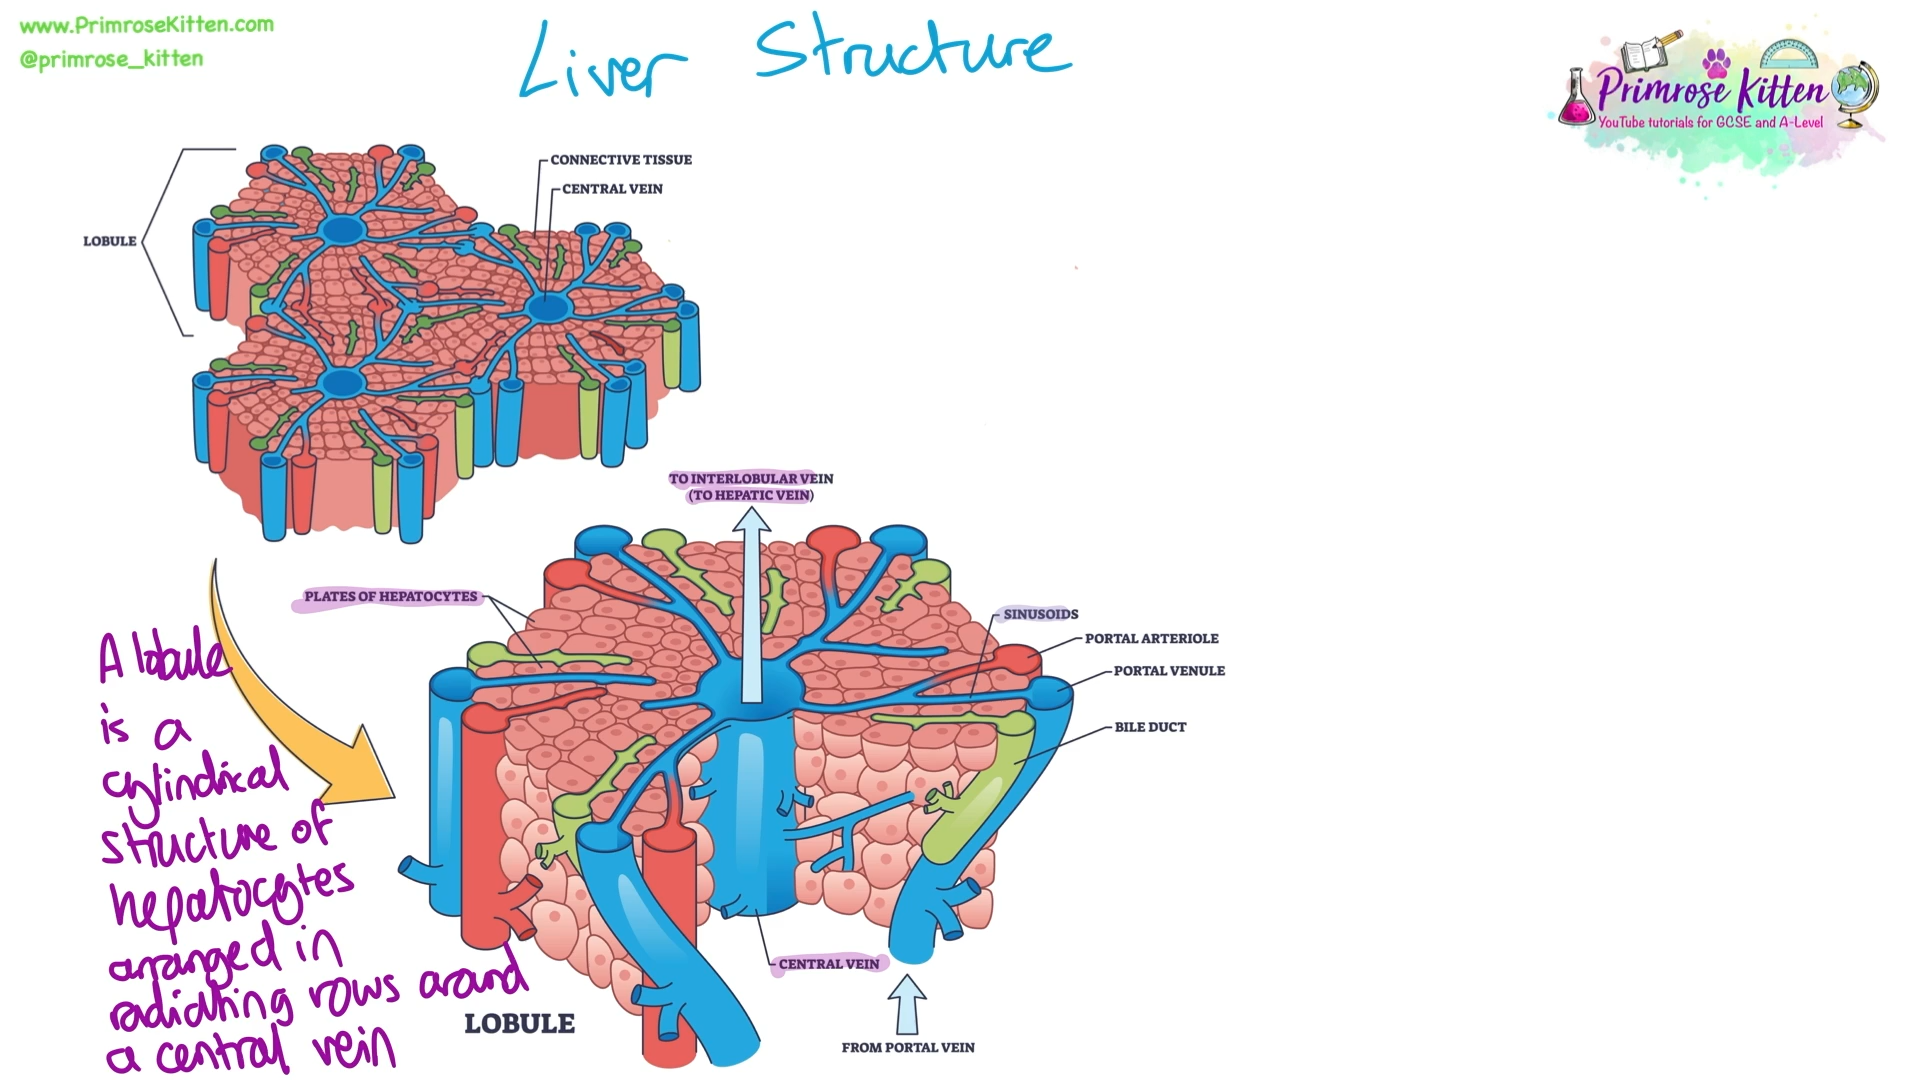 www.PrimroseKitten.com
@primrose_kitten
Liver Structure
Primrose Kitten
YouTube tutorials for GCSE and A-Level
CONNECTIVE TISSUE
CENTRAL VEIN
LOBULE
TO INTERLOBULAR VEIN
(TO HEPATIC VEIN)
PLATES OF HEPATOCYTES
SINUSOIDS
PORTAL ARTERIOLE
PORTAL VENULE
BILE DUCT
A lobule
is a
cylindrical
structure of
hepatocytes
arranged in
radiating rows around
a central vein
CENTRAL VEIN
LOBULE
FROM PORTAL VEIN